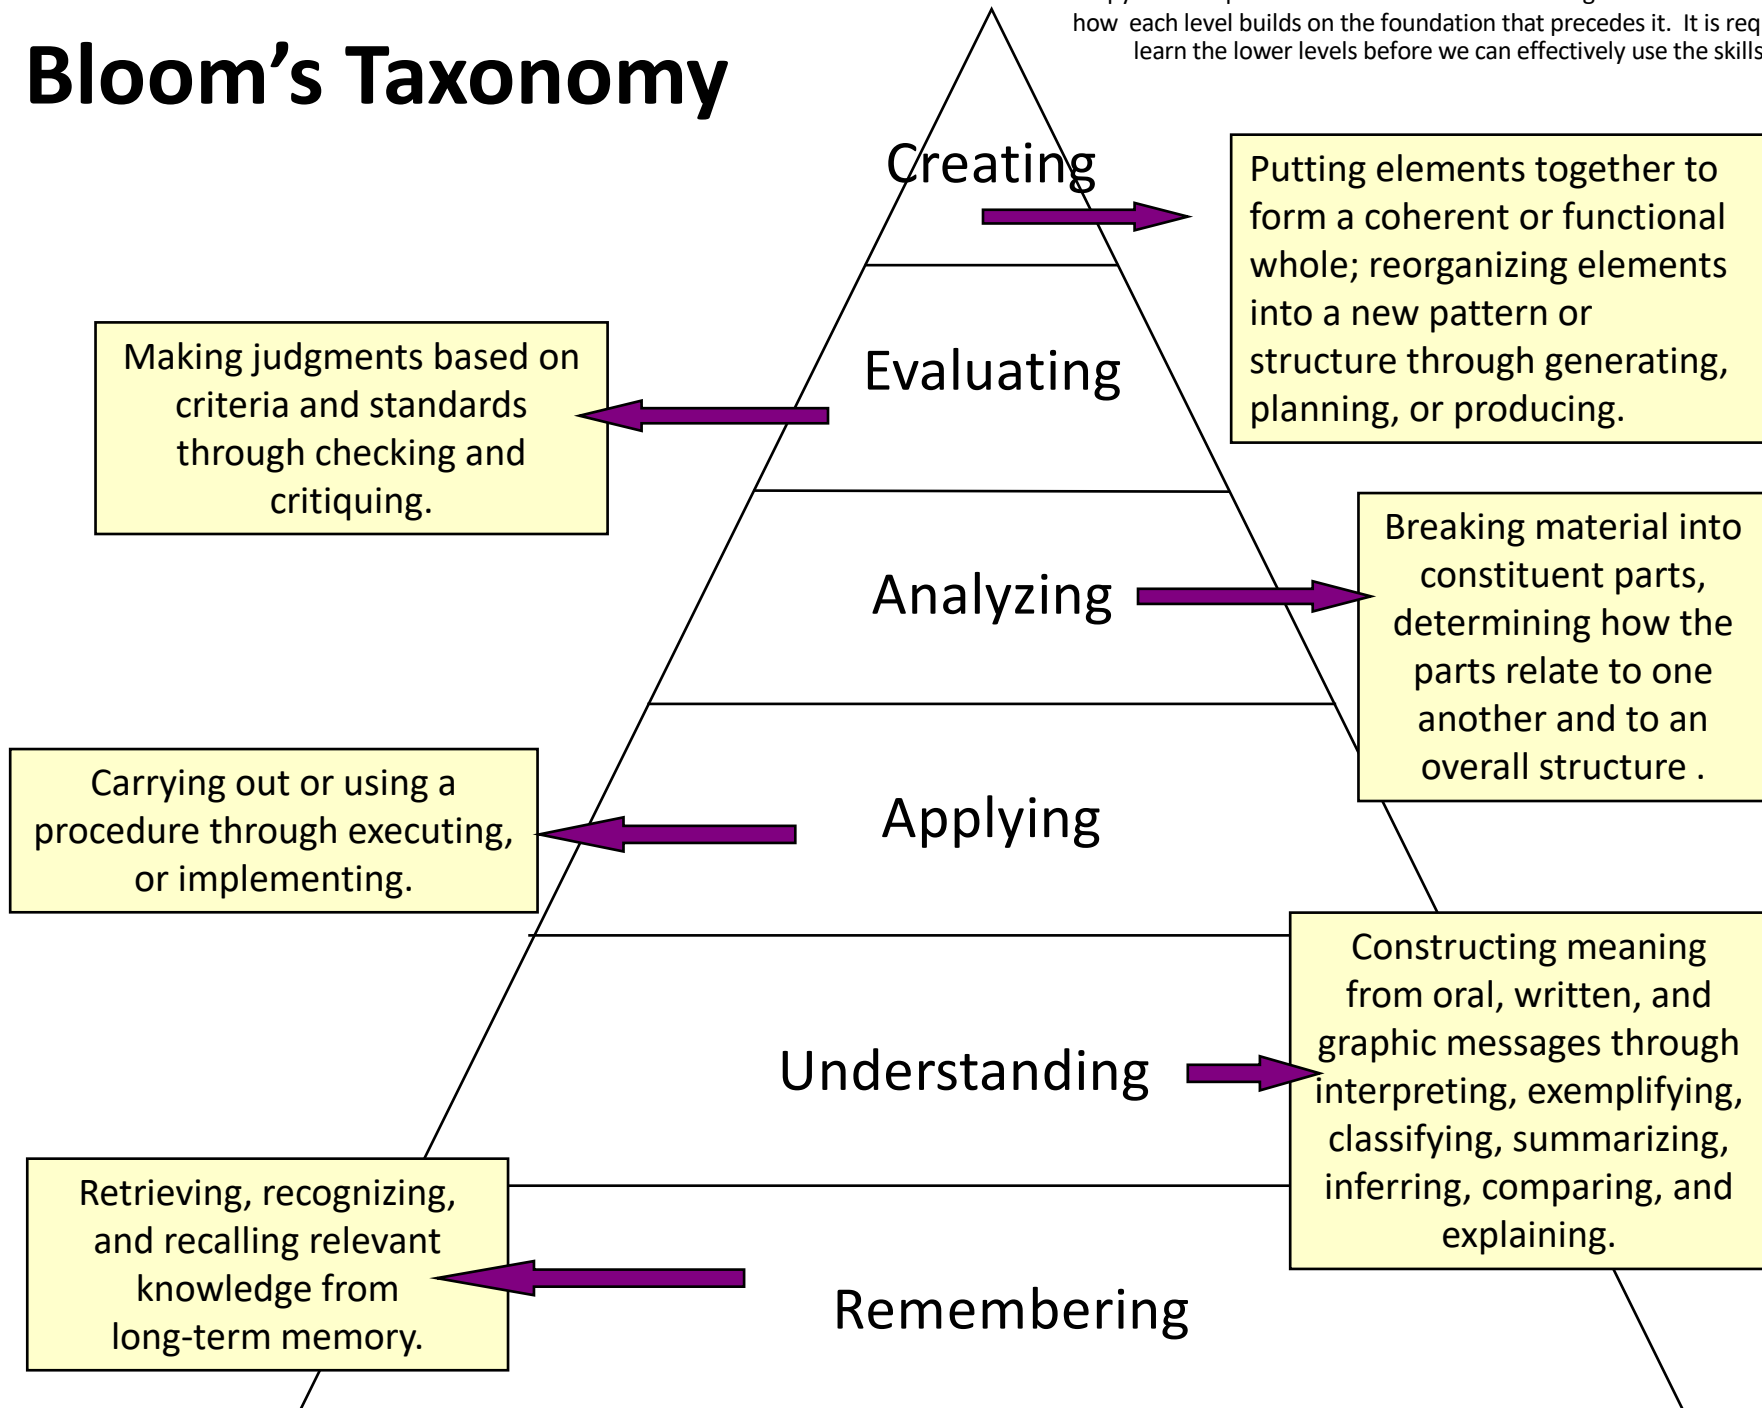 how each level builds on the foundation that precedes it. It is req
learn the lower levels before we can effectively use the skills
Bloom’s Taxonomy
Creating
Putting elements together to
form a coherent or functional
whole; reorganizing elements
into a new pattern or
structure through generating,
planning, or producing.
Evaluating
Making judgments based on
criteria and standards
through checking and
critiquing.
Analyzing
Breaking material into
constituent parts,
determining how the
parts relate to one
another and to an
overall structure .
Applying
Carrying out or using a
procedure through executing,
or implementing.
Understanding
Constructing meaning
from oral, written, and
graphic messages through
interpreting, exemplifying,
classifying, summarizing,
inferring, comparing, and
explaining.
Remembering
Retrieving, recognizing,
and recalling relevant
knowledge from
long-term memory.